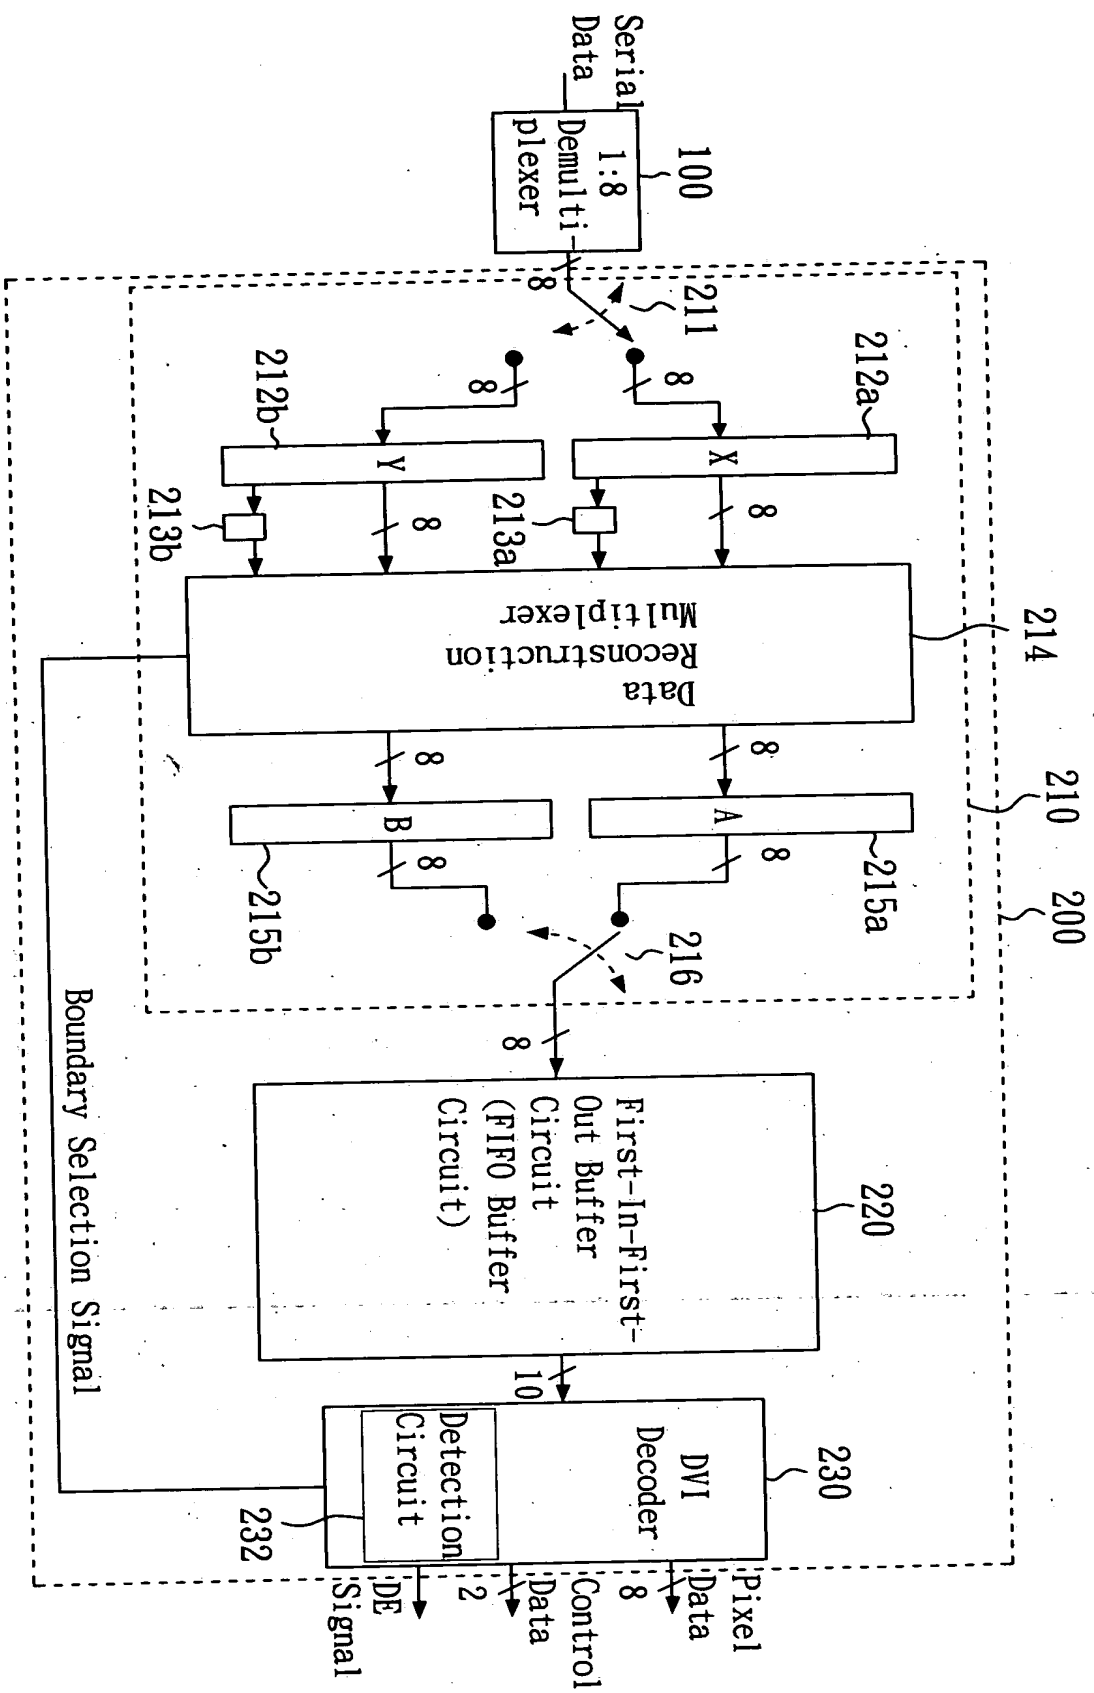 Serial
Data
100
1:8
Demulti-
plexer
8
211
8
8
212a
212b
X
Y
8
8
213a
213b
214
Data
Reconstruction
Multiplexer
8
8
210
200
A
B
215a
215b
8
8
216
8
220
First-In-First-
Out Buffer
Circuit
(FIFO Buffer
Circuit)
10
230
DVI
Decoder
Detection
Circuit
232
Pixel
Data
8
Control
Data
2
DE
Signal
Boundary Selection Signal